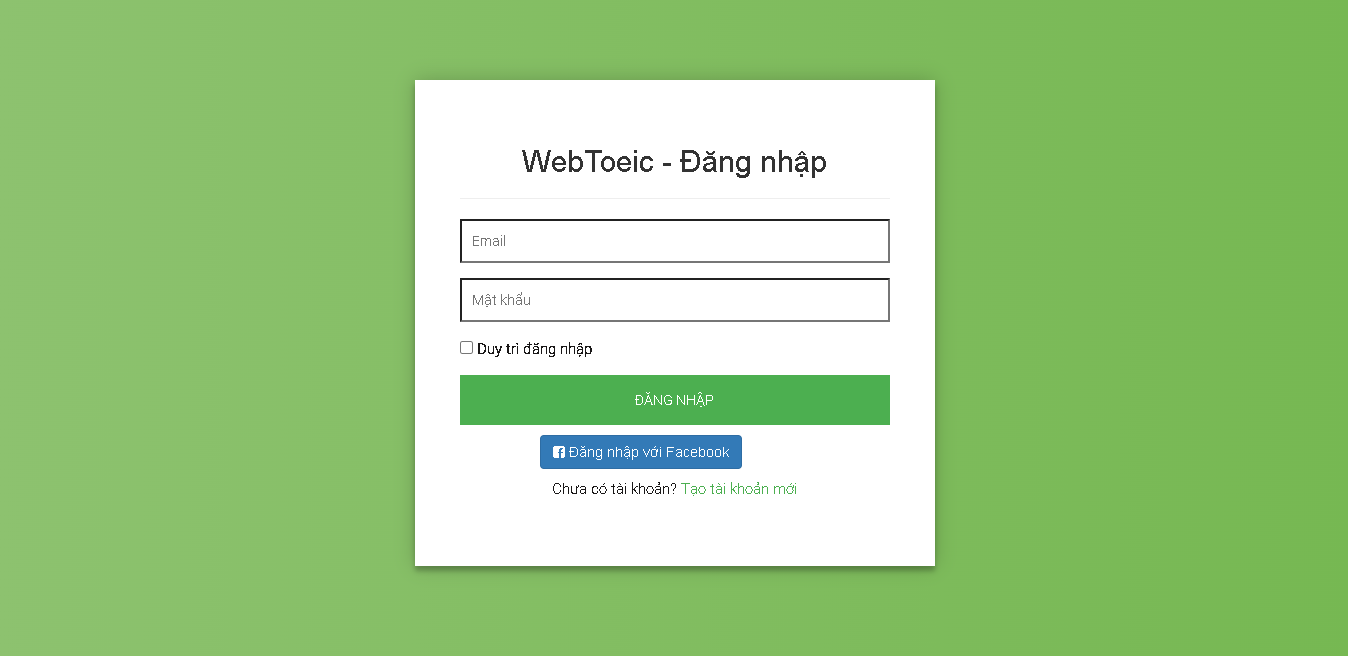 WebToeic - Đăng nhập
Email
Mật khẩu
Duy trì đăng nhập
ĐĂNG NHẬP
Đăng nhập với Facebook
Chưa có tài khoản? Tạo tài khoản mới